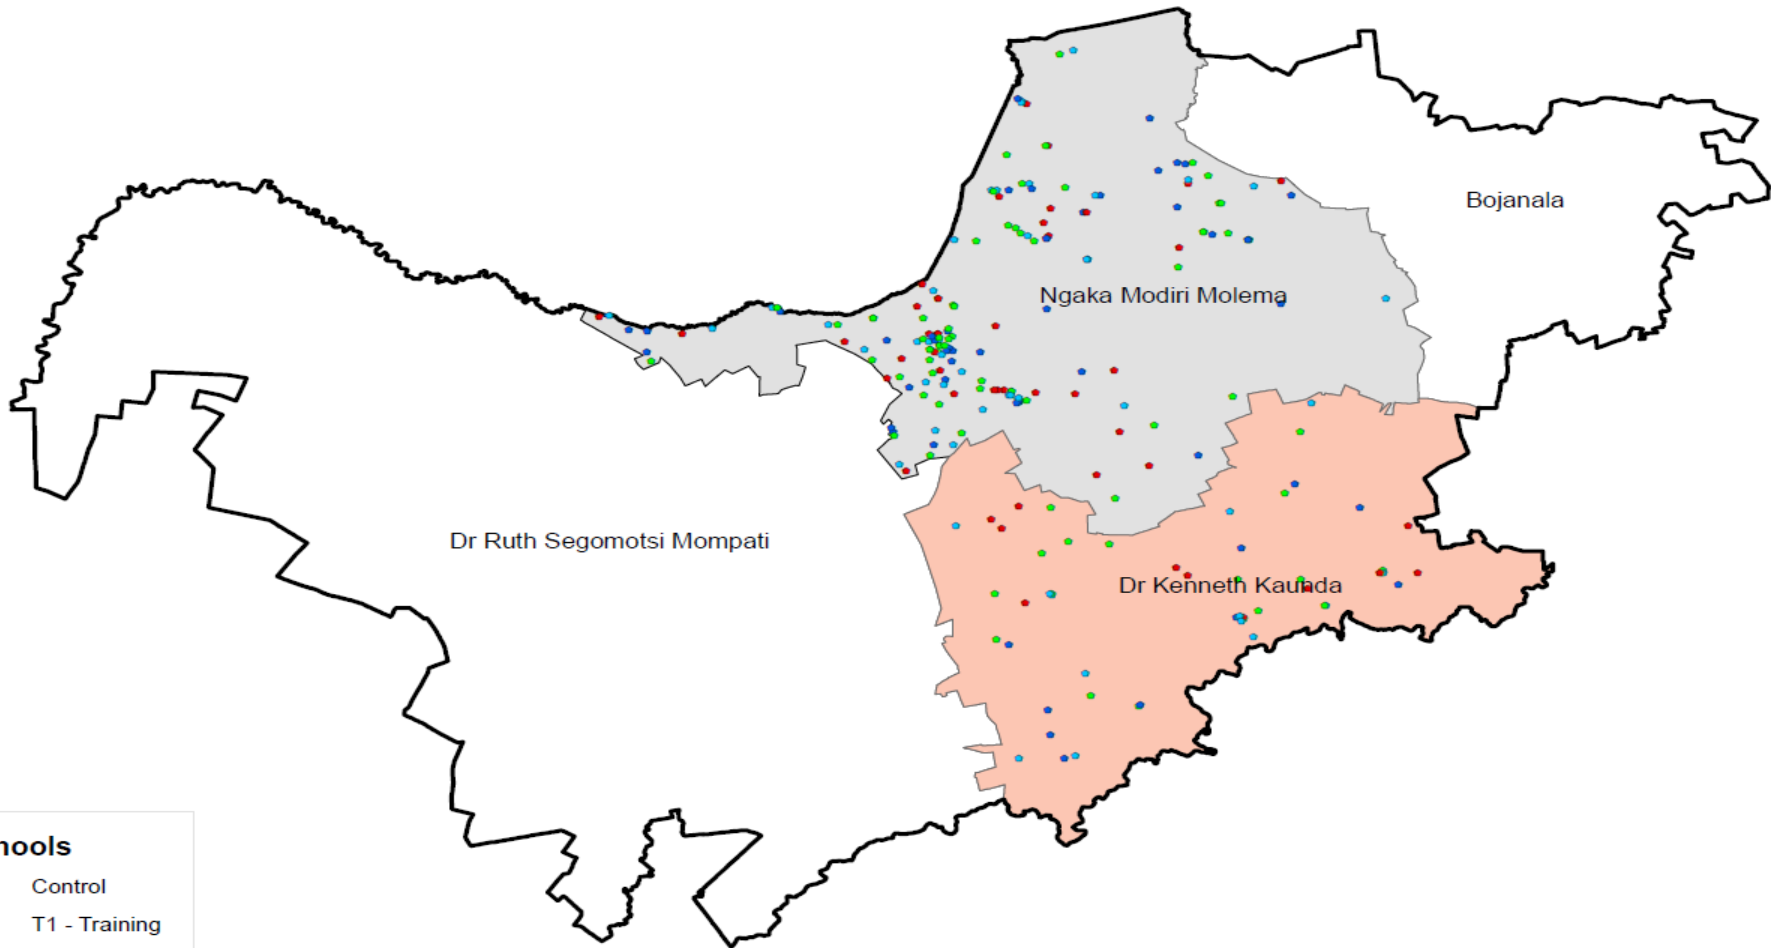 Bojanala
Ngaka Modiri Molema
Dr Ruth Segomotsi Mompati
Dr Kenneth Kaunda
hools
Control
T1 - Training